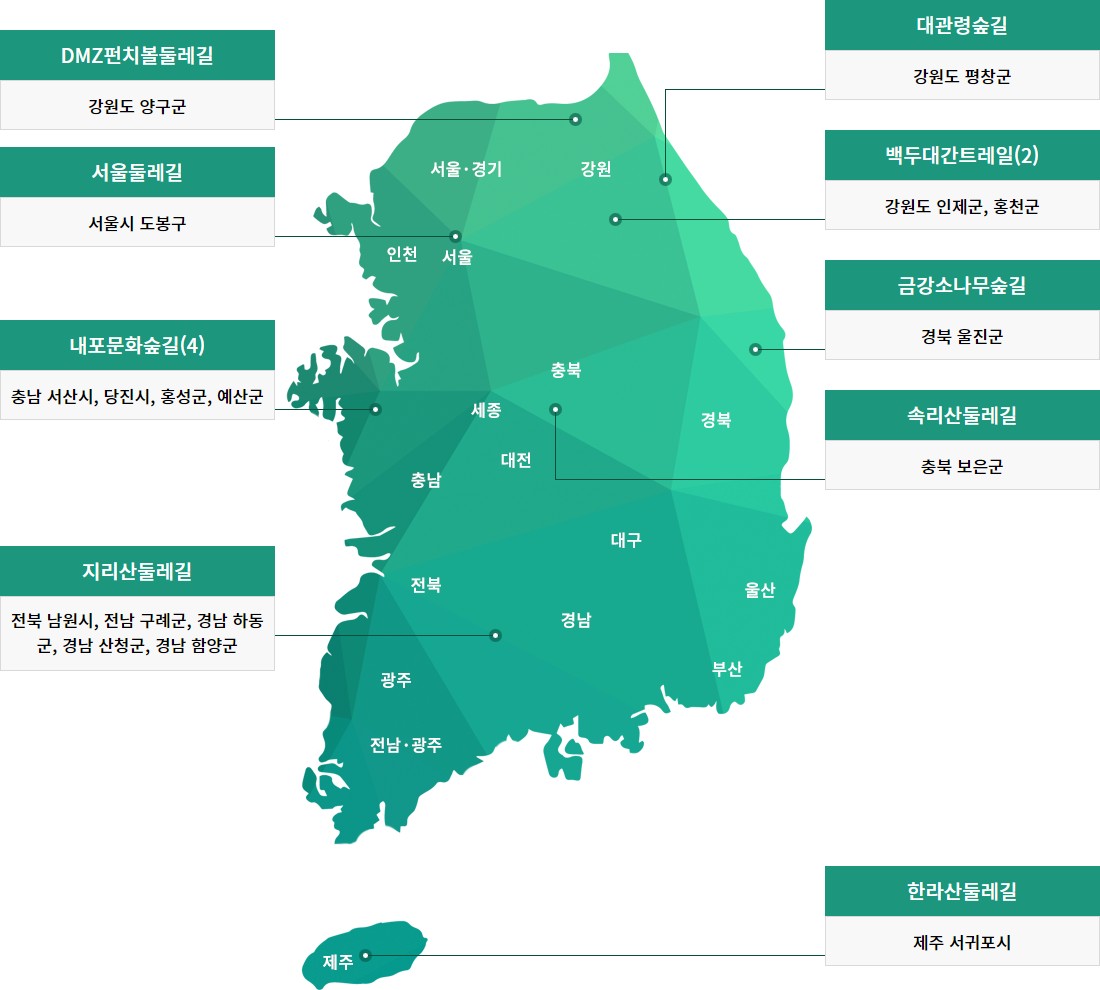 DMZ펀치볼둘레길
강원도 양구군
서울둘레길
서울시 도봉구
내포문화숲길(4)
충남 서산시, 당진시, 홍성군, 예산군
지리산둘레길
전북 남원시, 전남 구례군, 경남 하동
군, 경남 산청군, 경남 함양군
서울·경기
강원
인천
서울
충북
세종
경북
대전
충남
대구
전북
울산
경남
부산
광주
전남·광주
제주
대관령숲길
강원도 평창군
백두대간트레일(2)
강원도 인제군, 홍천군
금강소나무숲길
경북 울진군
속리산둘레길
충북 보은군
한라산둘레길
제주 서귀포시